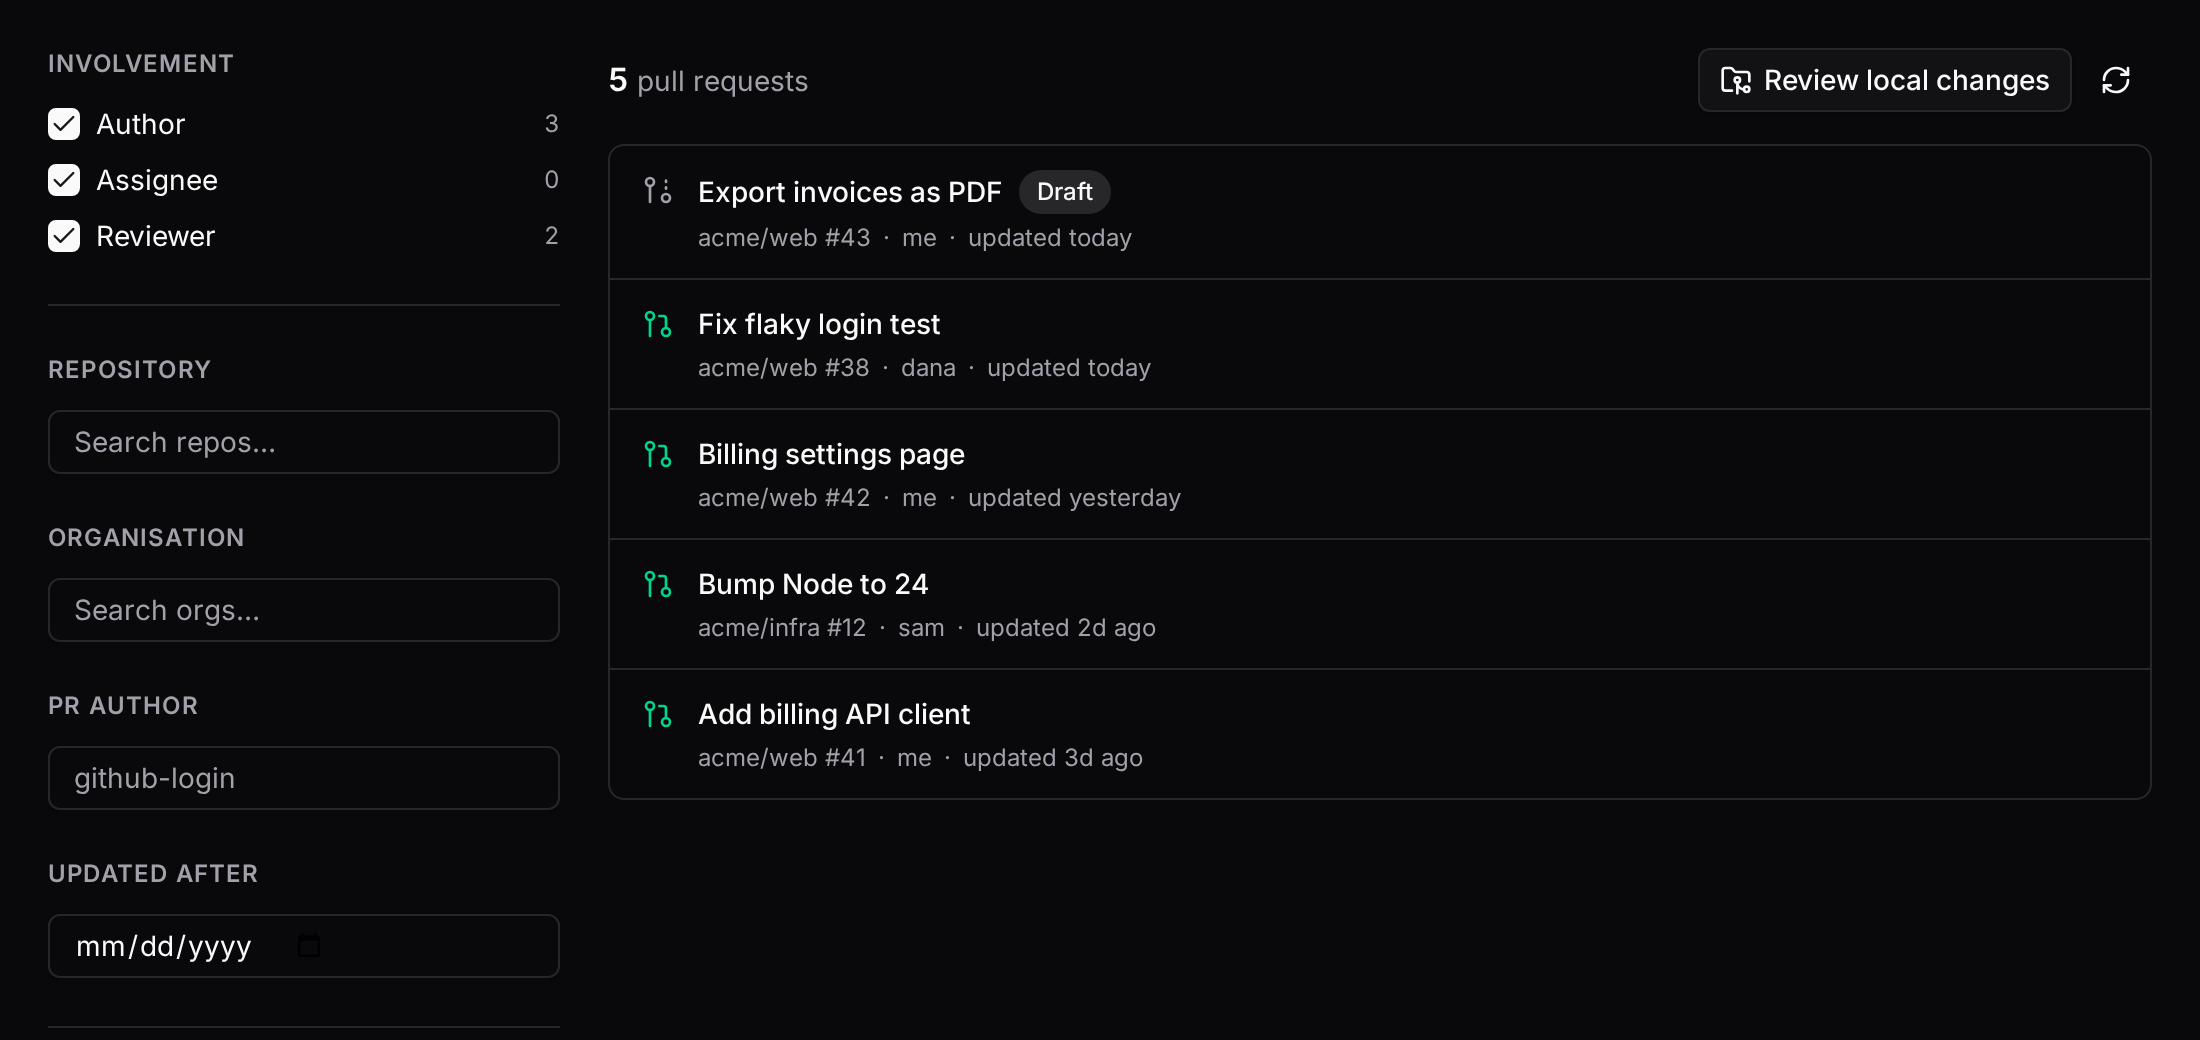 INVOLVEMENT
Author 3
Assignee 0
Reviewer 2
REPOSITORY
Search repos...
ORGANISATION
Search orgs...
PR AUTHOR
github-login
UPDATED AFTER
mm/dd/yyyy
5 pull requests
Review local changes
Export invoices as PDF Draft
acme/web #43 · me · updated today
Fix flaky login test
acme/web #38 · dana · updated today
Billing settings page
acme/web #42 · me · updated yesterday
Bump Node to 24
acme/infra #12 · sam · updated 2d ago
Add billing API client
acme/web #41 · me · updated 3d ago